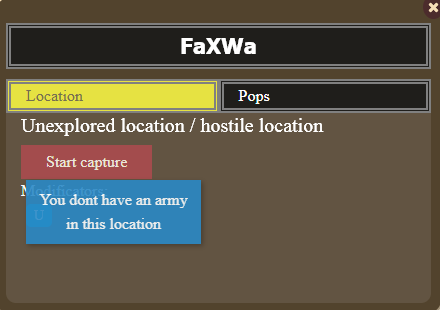 FaXWa
Location
Pops
Unexplored location / hostile location
Start capture
Modificators:
You dont have an army
in this location
U